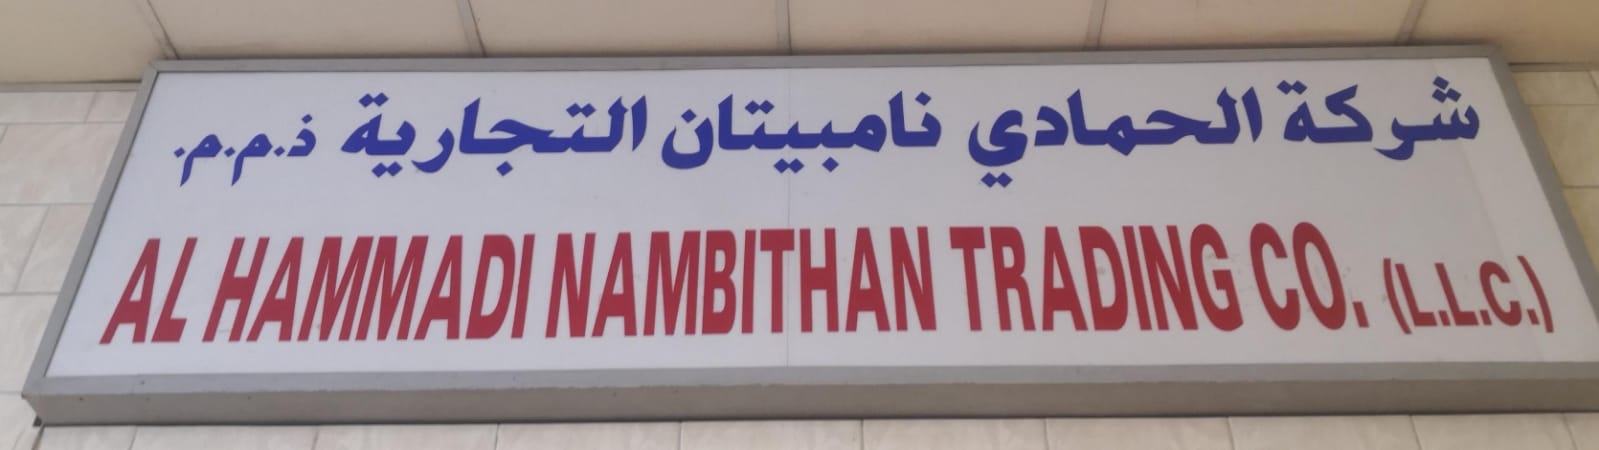 شركة الحمادي نامبيتان التجارية ذ.م.م.
AL HAMMADI NAMBITHAN TRADING CO. (L.L.C.)